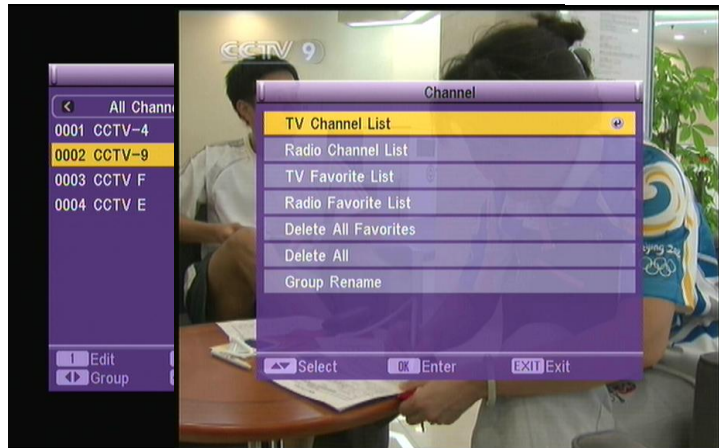 CCTV 9
All Chann
0001 CCTV-4
0002 CCTV-9
0003 CCTV F
0004 CCTV E
1 Edit
Group
Channel
TV Channel List
Radio Channel List
TV Favorite List
Radio Favorite List
Delete All Favorites
Delete All
Group Rename
Select OK Enter EXIT Exit